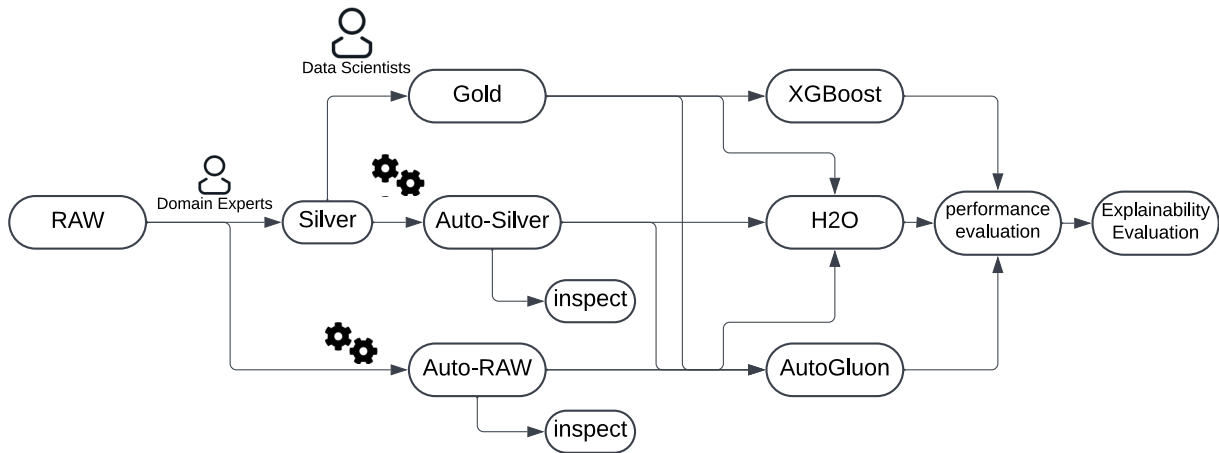 Data Scientists
Gold
XGBoost
Domain Experts
RAW
Silver
Auto-Silver
H2O
performance
evaluation
Explainability
Evaluation
inspect
Auto-RAW
AutoGluon
inspect